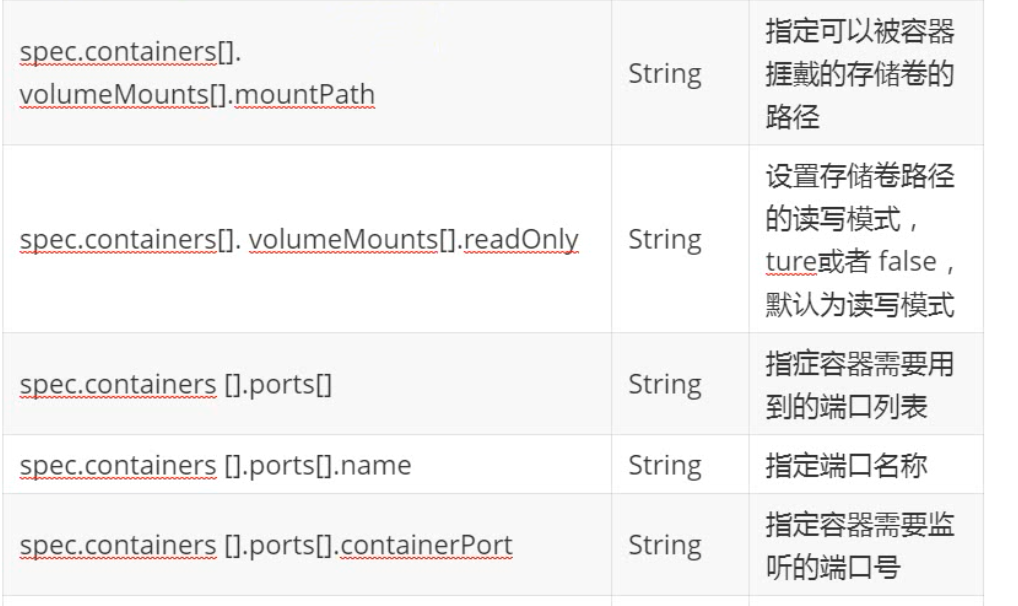 spec.containers[].
volumeMounts[].mountPath
String
指定可以被容器
捱戴的存储卷的
路径
spec.containers[]. volumeMounts[].readOnly
String
设置存储卷路径
的读写模式，
ture或者 false，
默认为读写模式
spec.containers [].ports[]
String
指症容器需要用
到的端口列表
spec.containers [].ports[].name
String
指定端口名称
spec.containers [].ports[].containerPort
String
指定容器需要监
听的端口号